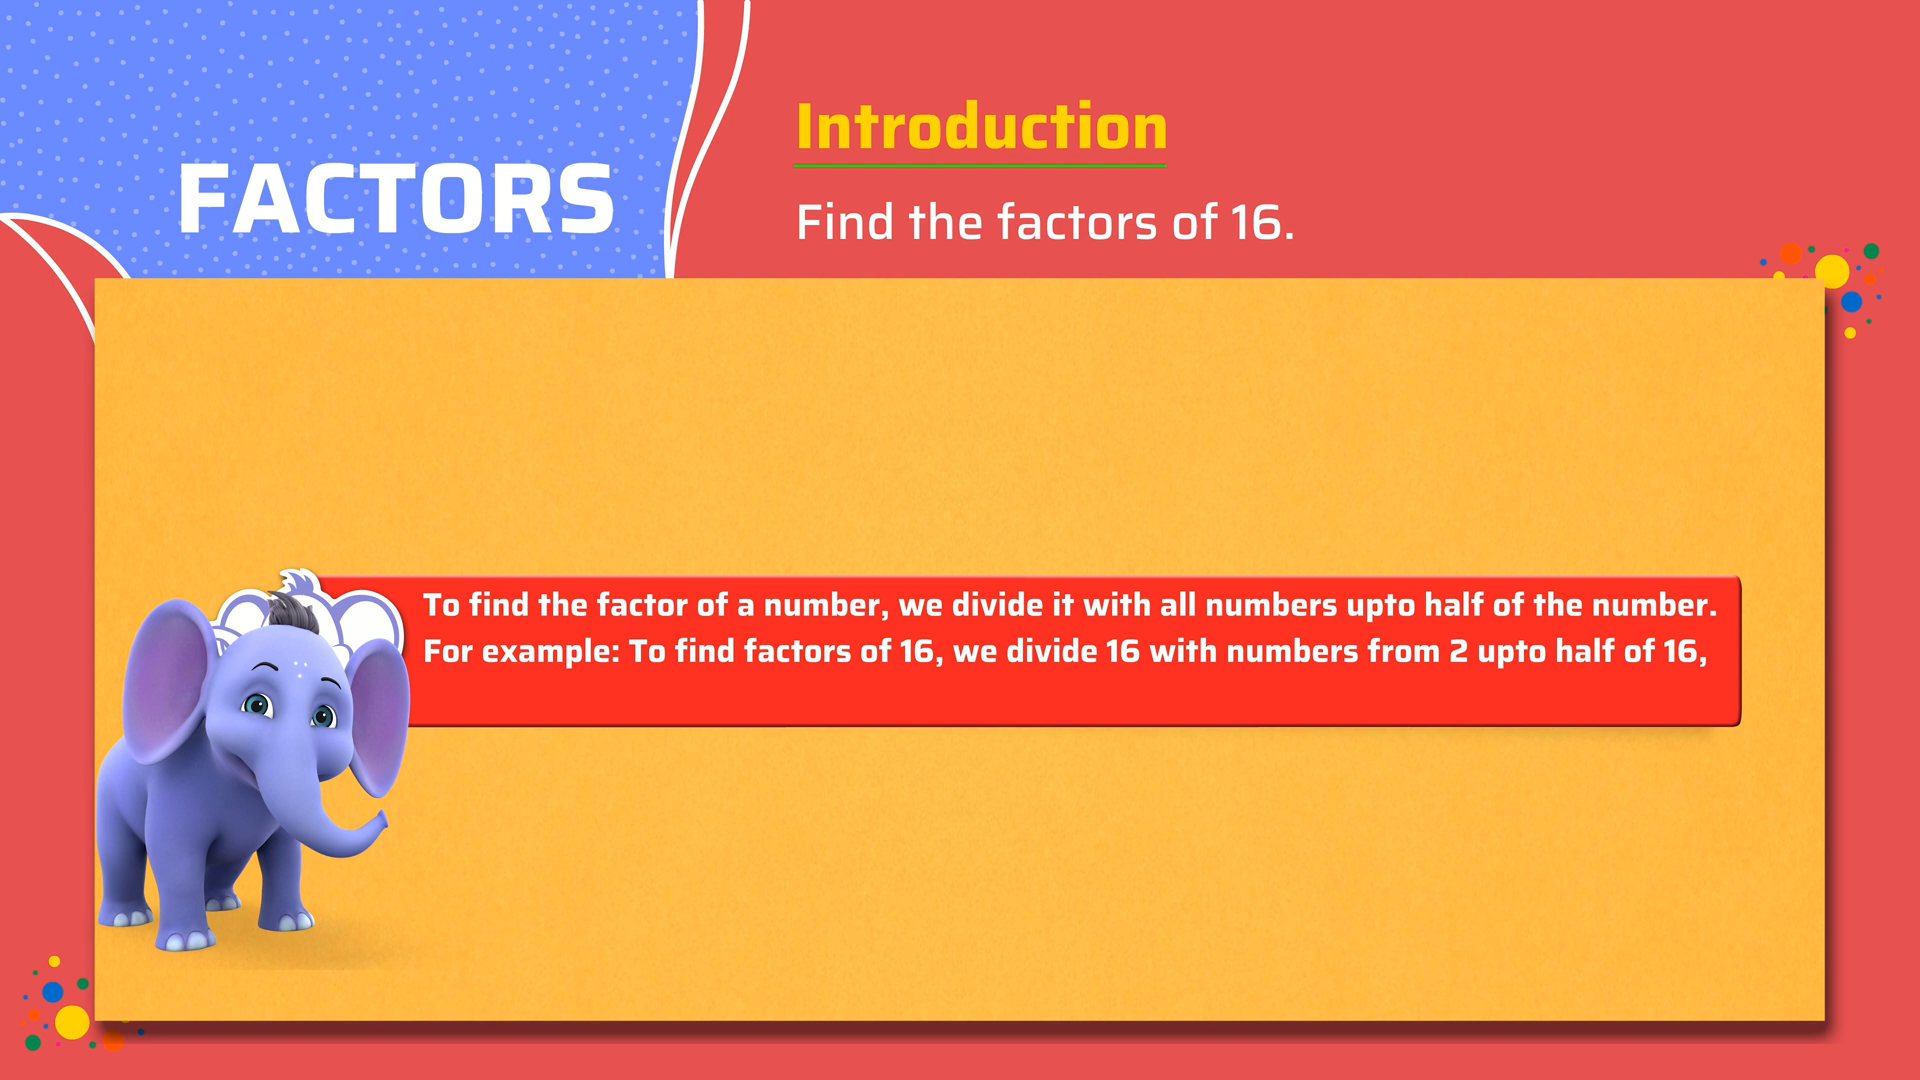 FACTORS
Introduction
Find the factors of 16.
To find the factor of a number, we divide it with all numbers upto half of the number.
For example: To find factors of 16, we divide 16 with numbers from 2 upto half of 16,